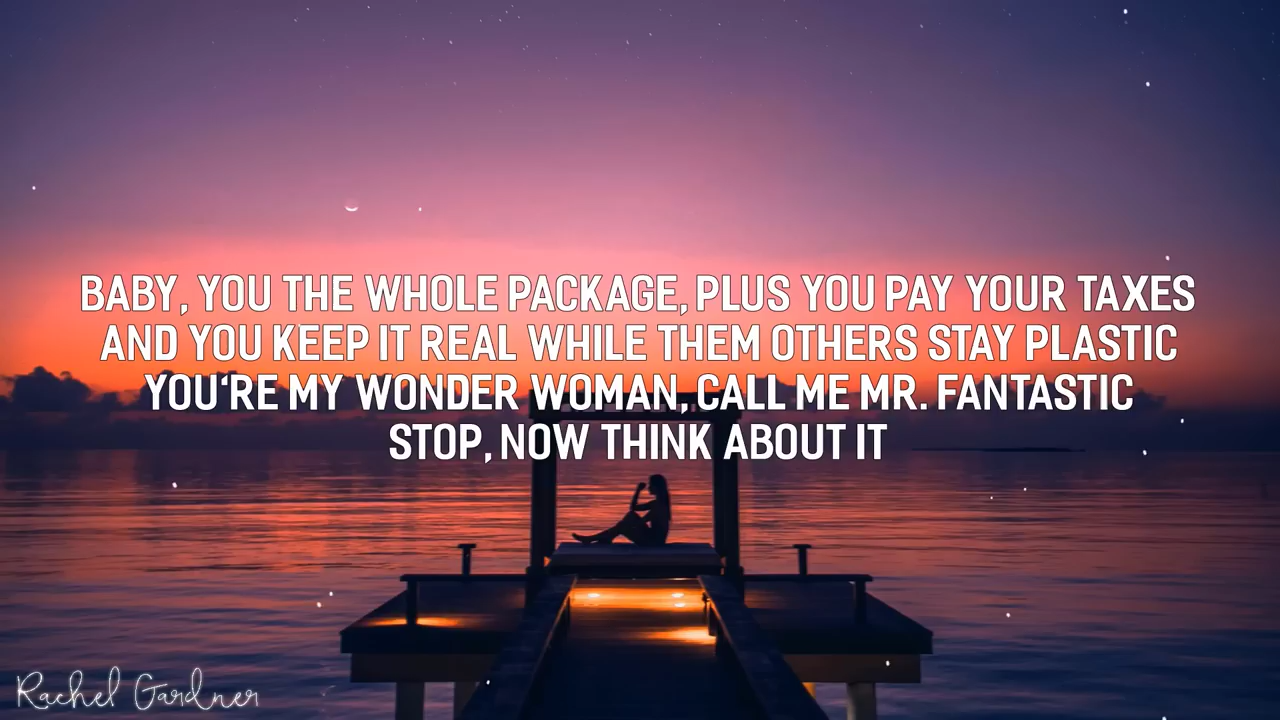 BABY, YOU THE WHOLE PACKAGE, PLUS YOU PAY YOUR TAXES
AND YOU KEEP IT REAL WHILE THEM OTHERS STAY PLASTIC
YOU‘RE MY WONDER WOMAN, CALL ME MR. FANTASTIC
STOP, NOW THINK ABOUT IT
Rachel Gardner